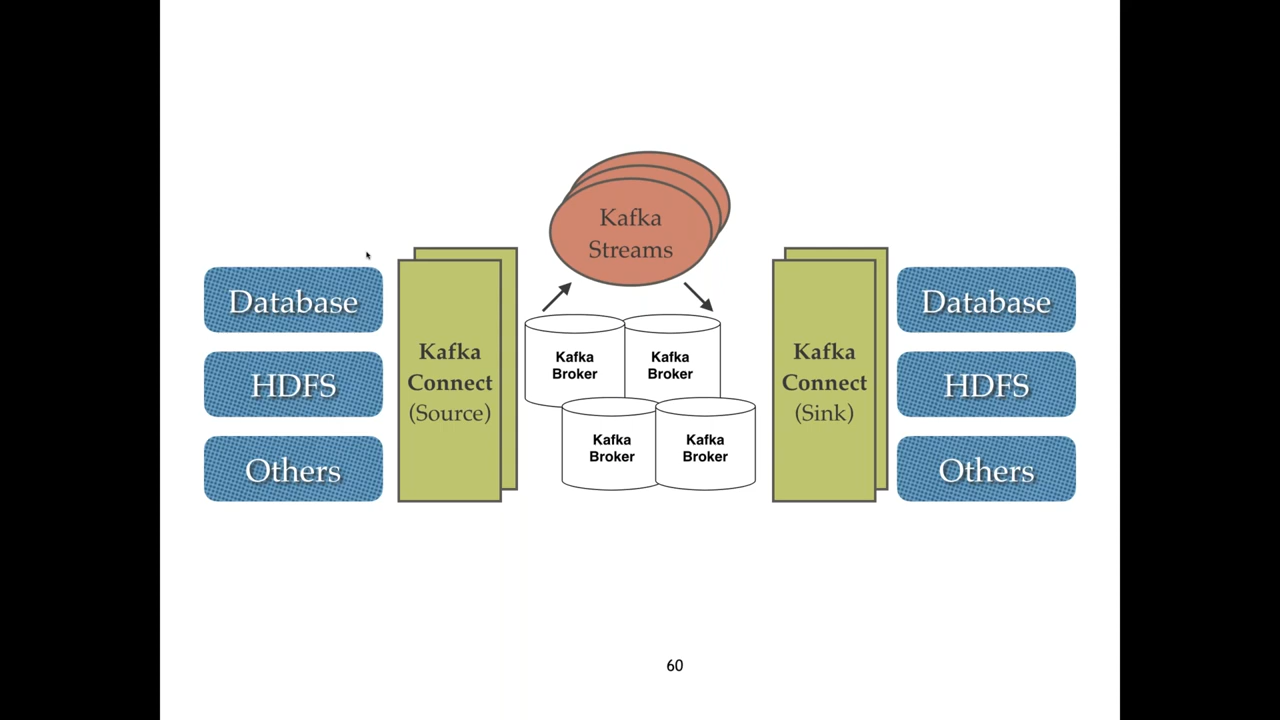 Kafka
Streams
Database
HDFS
Others
Kafka
Connect
(Source)
Kafka
Broker
Kafka
Broker
Kafka
Broker
Kafka
Broker
Kafka
Connect
(Sink)
Database
HDFS
Others
60